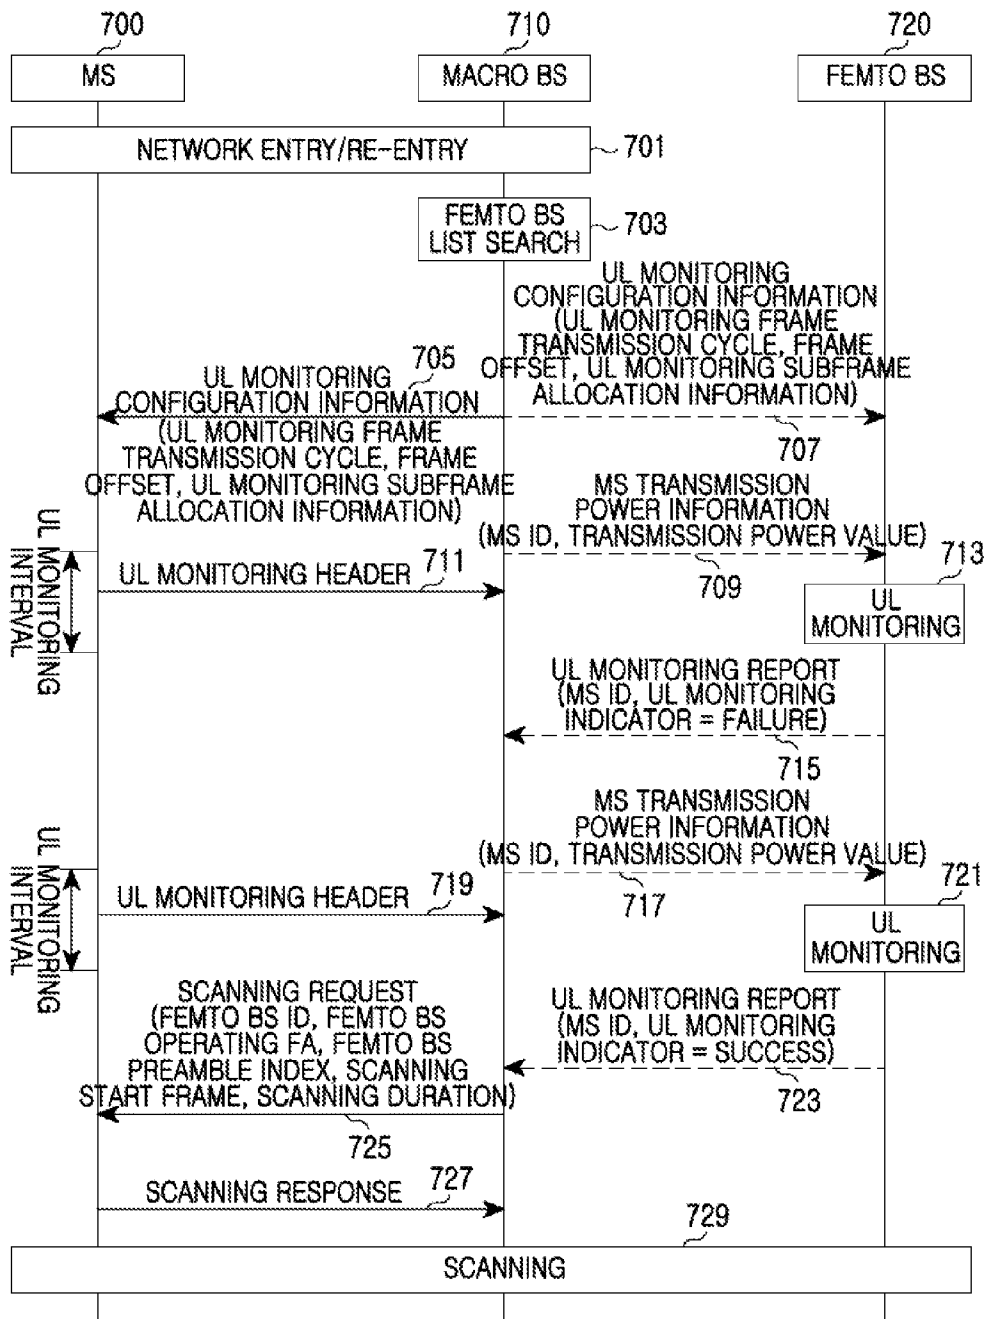 700
710
720
MS
MACRO BS
FEMTO BS
NETWORK ENTRY/RE-ENTRY
701
FEMTO BS
LIST SEARCH
703
UL MONITORING
CONFIGURATION INFORMATION
(UL MONITORING FRAME
TRANSMISSION CYCLE, FRAME
OFFSET, UL MONITORING SUBFRAME
ALLOCATION INFORMATION)
707
705
UL MONITORING
CONFIGURATION INFORMATION
(UL MONITORING FRAME
TRANSMISSION CYCLE, FRAME
OFFSET, UL MONITORING SUBFRAME
ALLOCATION INFORMATION)
MS TRANSMISSION
POWER INFORMATION
(MS ID, TRANSMISSION POWER VALUE)
709
UL MONITORING
INTERVAL
UL MONITORING HEADER
711
713
UL
MONITORING
UL MONITORING REPORT
(MS ID, UL MONITORING
INDICATOR = FAILURE)
715
MS TRANSMISSION
POWER INFORMATION
(MS ID, TRANSMISSION POWER VALUE)
717
UL MONITORING
INTERVAL
UL MONITORING HEADER
719
721
UL
MONITORING
UL MONITORING REPORT
(MS ID, UL MONITORING
INDICATOR = SUCCESS)
723
SCANNING REQUEST
(FEMTO BS ID, FEMTO BS
OPERATING FA, FEMTO BS
PREAMBLE INDEX, SCANNING
START FRAME, SCANNING DURATION)
725
SCANNING RESPONSE
727
729
SCANNING